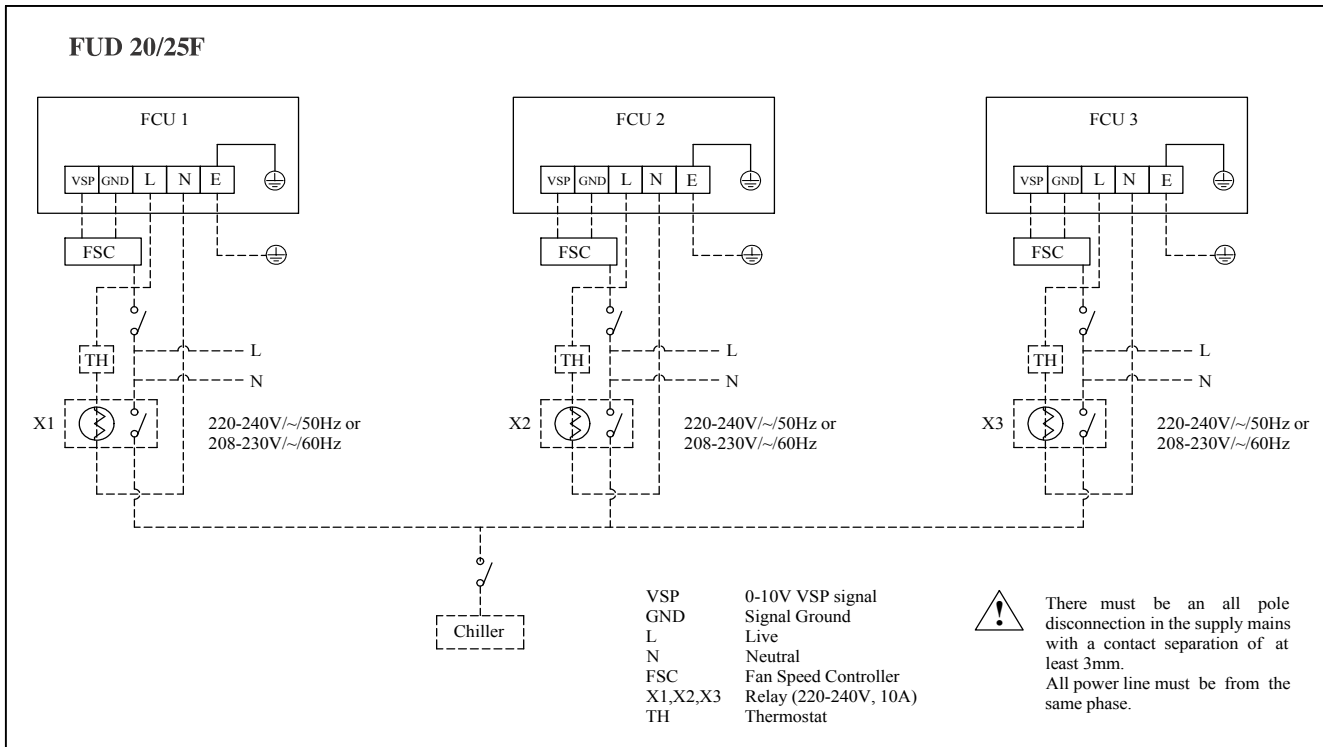 FUD 20/25F
FCU 1
VSP GND L N E
FSC
TH
L
N
X1
220-240V/~/50Hz or
208-230V/~/60Hz
FCU 2
VSP GND L N E
FSC
TH
L
N
X2
220-240V/~/50Hz or
208-230V/~/60Hz
FCU 3
VSP GND L N E
FSC
TH
L
N
X3
220-240V/~/50Hz or
208-230V/~/60Hz
Chiller
VSP 0-10V VSP signal
GND Signal Ground
L Live
N Neutral
FSC Fan Speed Controller
X1,X2,X3 Relay (220-240V, 10A)
TH Thermostat
!
There must be an all pole
disconnection in the supply mains
with a contact separation of at
least 3mm.
All power line must be from the
same phase.